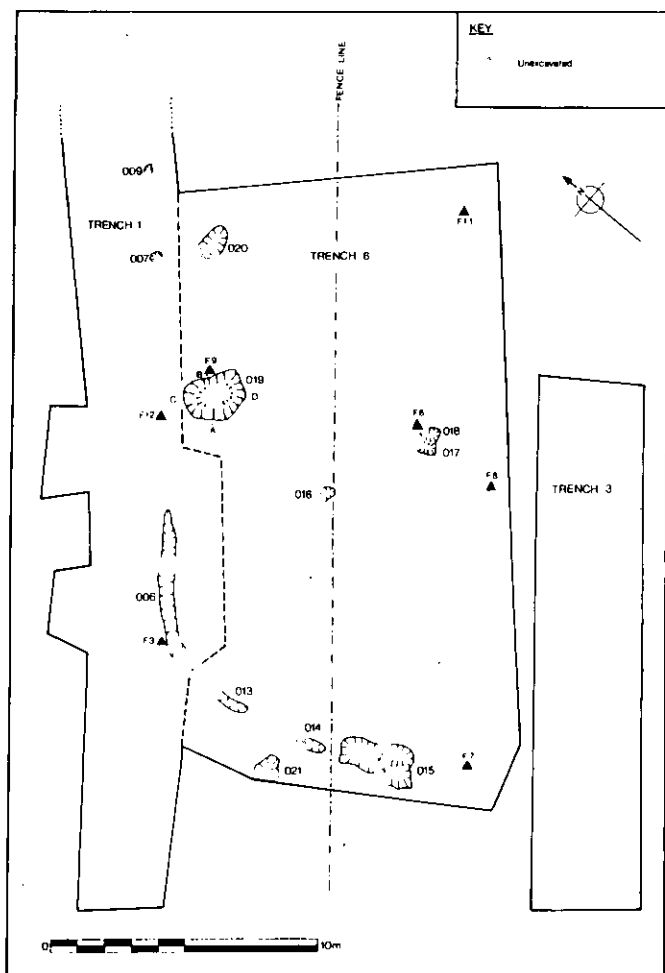 KEY
Unexcavated
FENCE LINE
009
TRENCH 1
F11
020
007
TRENCH 6
N
F9
B
019
C
D
F12
A
F6
018
017
F8
016
TRENCH 3
006
F3
013
014
F7
015
021
0
10m